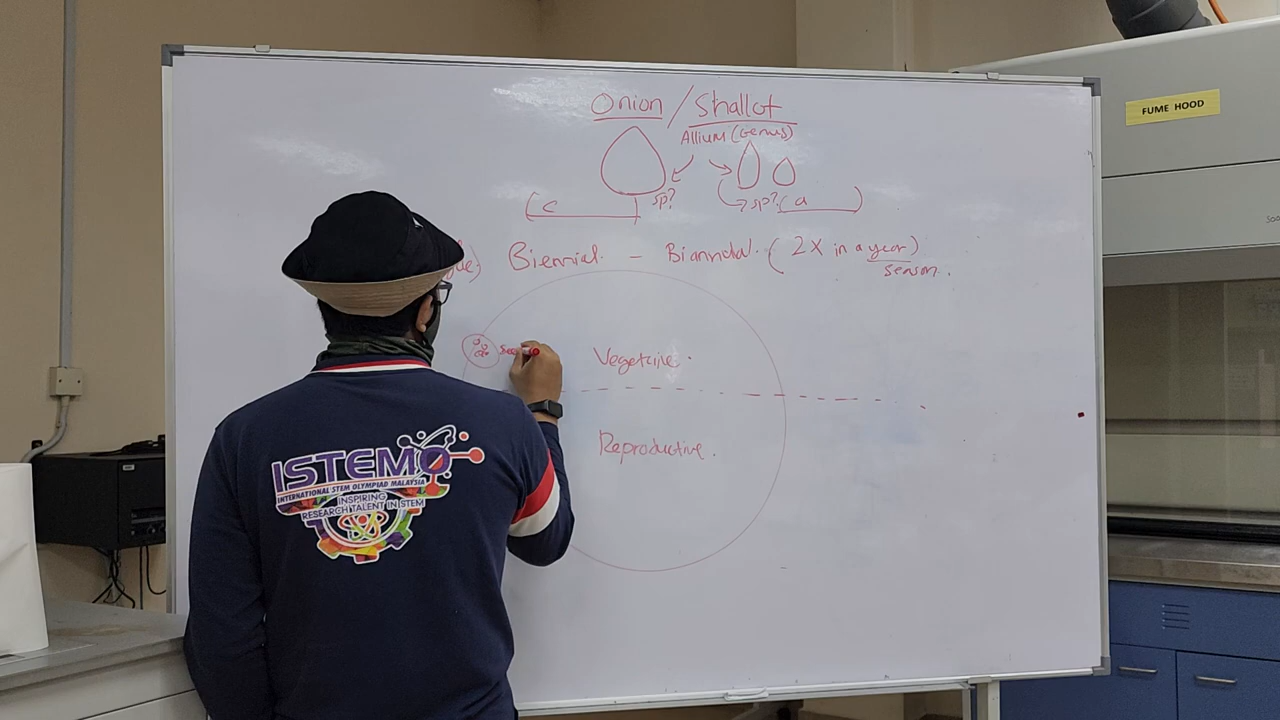 Onion / Shallot
Allium (Genus)
sp?
sp? ( a )
( c )
Biennial. - Biannual. ( 2X in a year)
season.
Vegetative.
Reproductive.
FUME HOOD
ISTEMO
INTERNATIONAL STEM OLYMPIAD MALAYSIA
INSPIRING
RESEARCH TALENT IN STEM